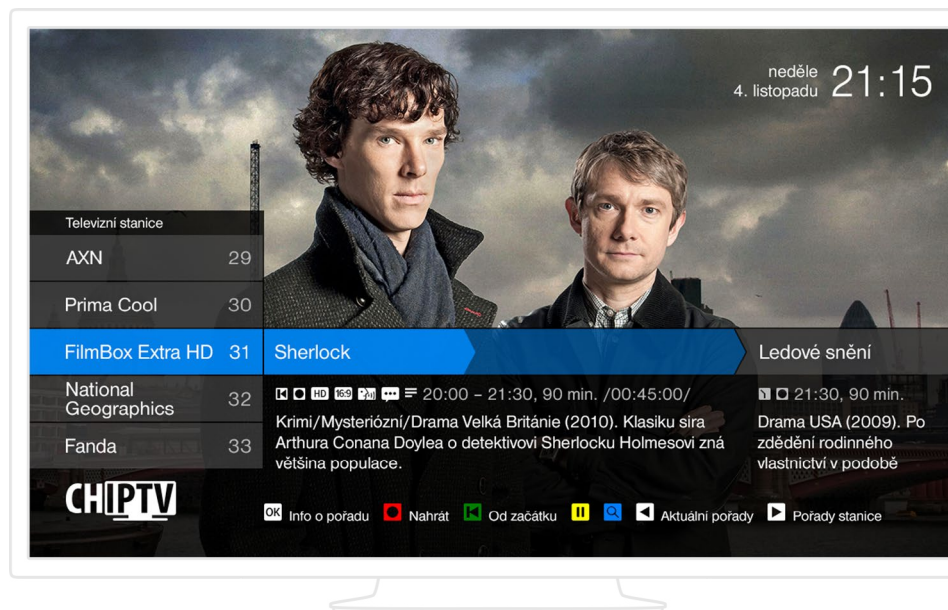 neděle
4. listopadu 21:15
Televizní stanice
AXN 29
Prima Cool 30
FilmBox Extra HD 31 Sherlock Ledové snění
National
Geographics 32
Fanda 33
HD 16:9 20:00 – 21:30, 90 min. /00:45:00/
Krimi/Mysteriózní/Drama Velká Británie (2010). Klasiku sira
Arthura Conana Doylea o detektivovi Sherlocku Holmesovi zná
většina populace.
21:30, 90 min.
Drama USA (2009). Po
zdědění rodinného
vlastnictví v podobě
CHIPTV
OK Info o pořadu Nahrát Od začátku Aktuální pořady Pořady stanice